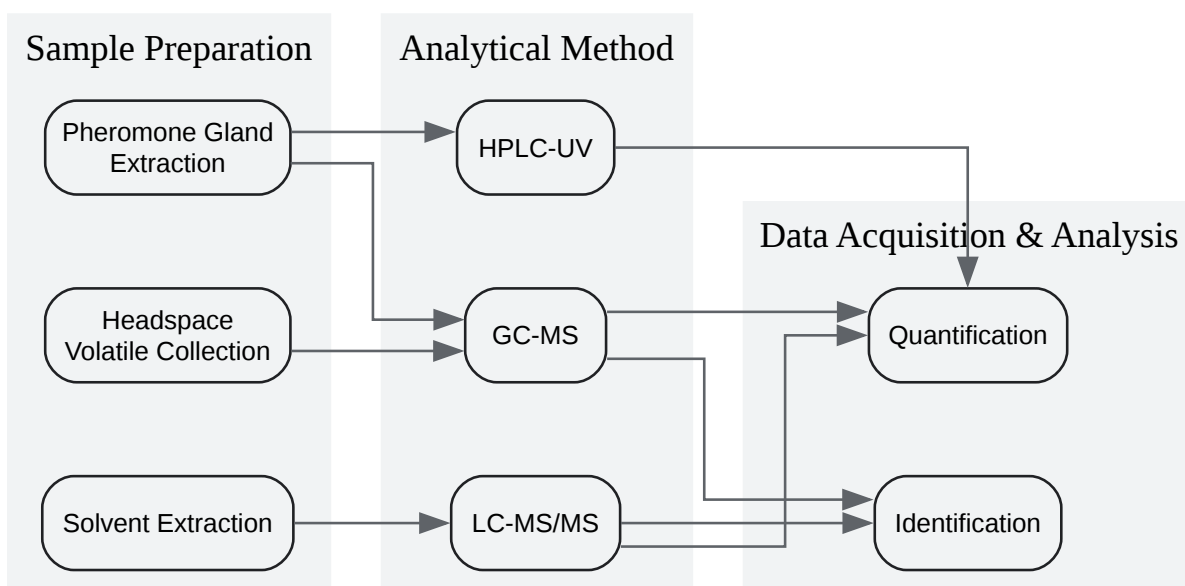 Sample Preparation
Pheromone Gland
Extraction
Headspace
Volatile Collection
Solvent Extraction
Analytical Method
HPLC-UV
GC-MS
LC-MS/MS
Data Acquisition & Analysis
Quantification
Identification